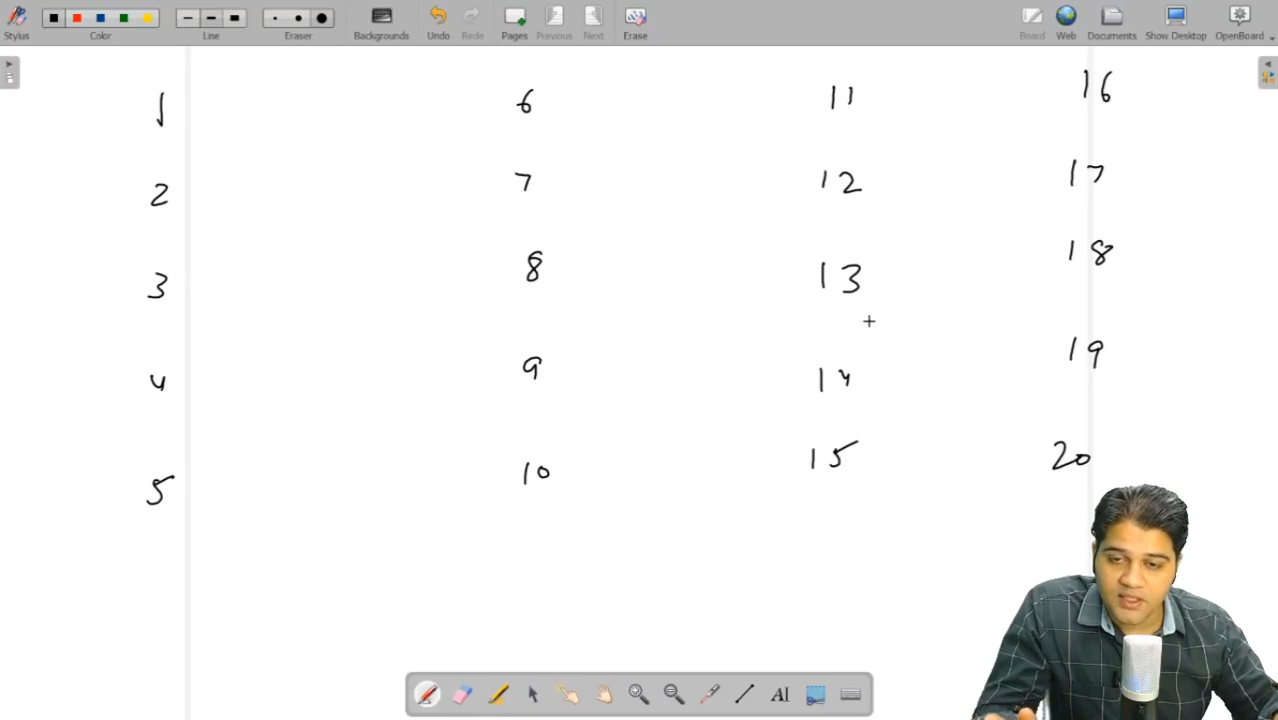 Stylus Color Line Eraser Backgrounds Undo Redo Pages Previous Next Erase Board Web Documents Show Desktop OpenBoard
1 6 11 16
2 7 12 17
3 8 13 18
4 9 14 19
5 10 15 20
AI